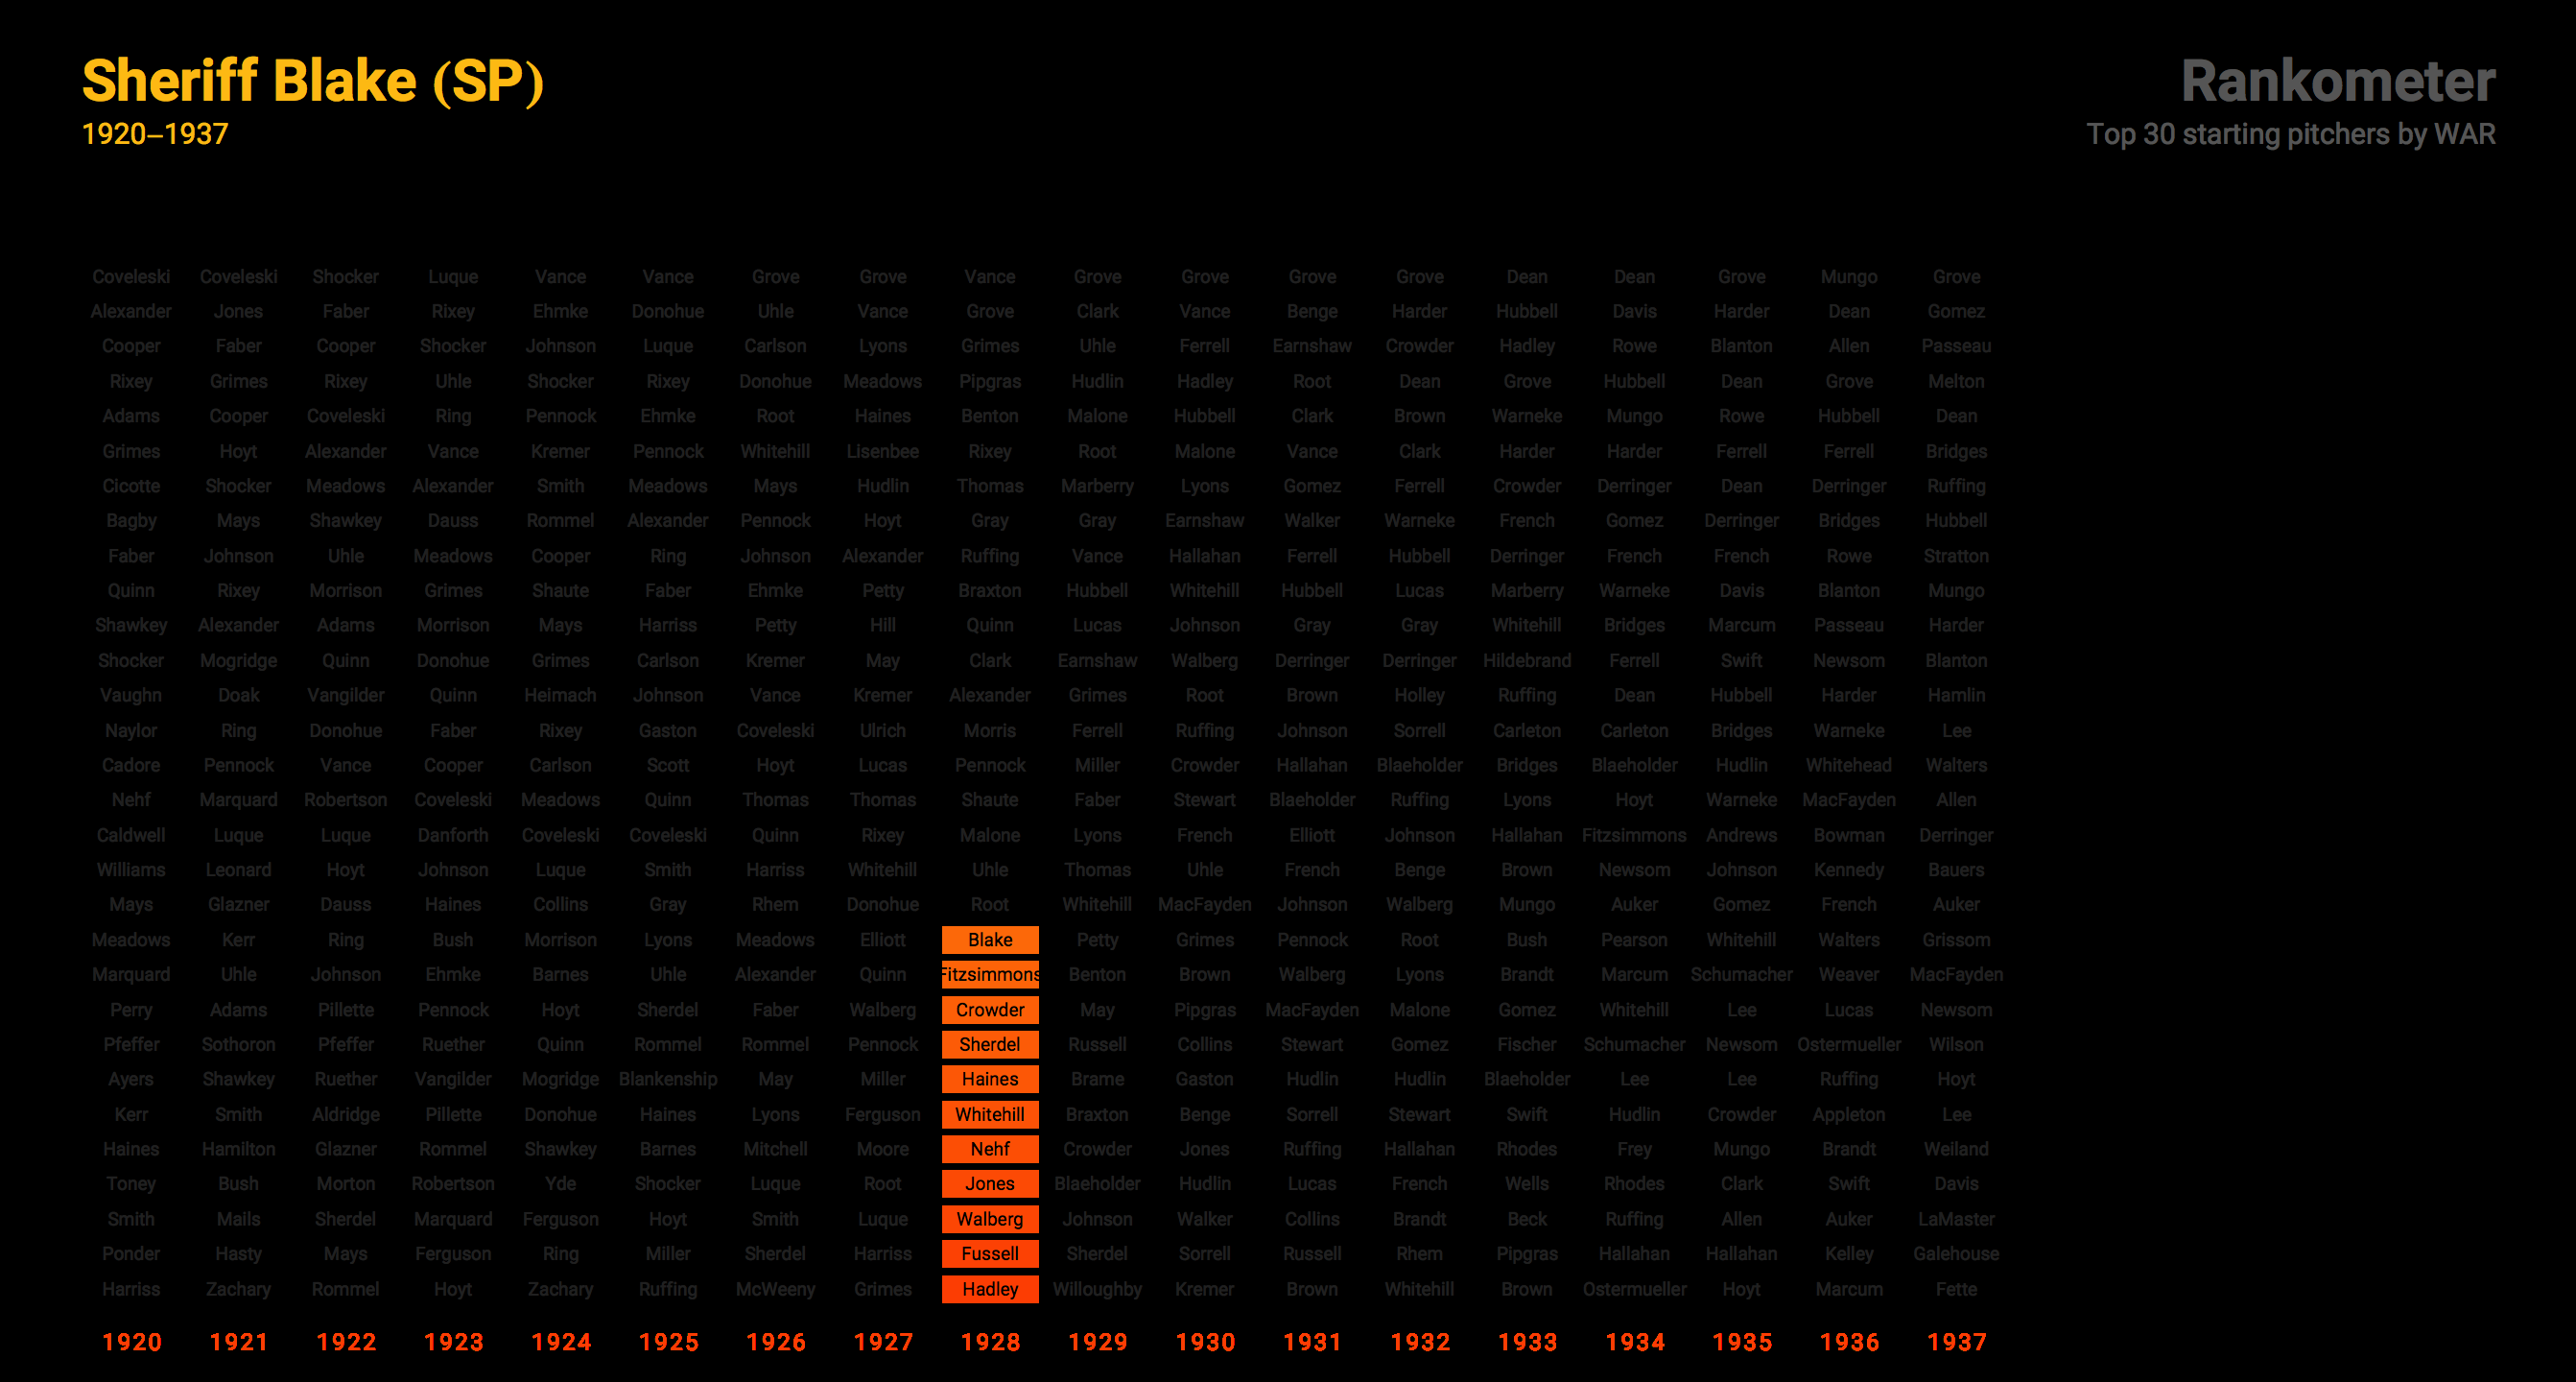 Sheriff Blake (SP)
1920–1937
Rankometer
Top 30 starting pitchers by WAR
Coveleski Coveleski Shocker Luque Vance Vance Grove Grove Vance Grove Grove Grove Grove Dean Dean Grove Mungo Grove
Alexander Jones Faber Rixey Ehmke Donohue Uhle Vance Grove Clark Vance Benge Harder Hubbell Davis Harder Dean Gomez
Cooper Faber Cooper Shocker Johnson Luque Carlson Lyons Grimes Uhle Ferrell Earnshaw Crowder Hadley Rowe Blanton Allen Passeau
Rixey Grimes Rixey Uhle Shocker Rixey Donohue Meadows Pipgras Hudlin Hadley Root Dean Grove Hubbell Dean Grove Melton
Adams Cooper Coveleski Ring Pennock Ehmke Root Haines Benton Malone Hubbell Clark Brown Warneke Mungo Rowe Hubbell Dean
Grimes Hoyt Alexander Vance Kremer Pennock Whitehill Lisenbee Rixey Root Malone Vance Clark Harder Harder Ferrell Ferrell Bridges
Cicotte Shocker Meadows Alexander Smith Meadows Mays Hudlin Thomas Marberry Lyons Gomez Ferrell Crowder Derringer Dean Derringer Ruffing
Bagby Mays Shawkey Dauss Rommel Alexander Pennock Hoyt Gray Gray Earnshaw Walker Warneke French Gomez Derringer Bridges Hubbell
Faber Johnson Uhle Meadows Cooper Ring Johnson Alexander Ruffing Vance Hallahan Ferrell Hubbell Derringer French French Rowe Stratton
Quinn Rixey Morrison Grimes Shaute Faber Ehmke Petty Braxton Hubbell Whitehill Hubbell Lucas Marberry Warneke Davis Blanton Mungo
Shawkey Alexander Adams Morrison Mays Harriss Petty Hill Quinn Lucas Johnson Gray Gray Whitehill Bridges Marcum Passeau Harder
Shocker Mogridge Quinn Donohue Grimes Carlson Kremer May Clark Earnshaw Walberg Derringer Derringer Hildebrand Ferrell Swift Newsom Blanton
Vaughn Doak Vangilder Quinn Heimach Johnson Vance Kremer Alexander Grimes Root Brown Holley Ruffing Dean Hubbell Harder Hamlin
Naylor Ring Donohue Faber Rixey Gaston Coveleski Ulrich Morris Ferrell Ruffing Johnson Sorrell Carleton Carleton Bridges Warneke Lee
Cadore Pennock Vance Cooper Carlson Scott Hoyt Lucas Pennock Miller Crowder Hallahan Blaeholder Bridges Blaeholder Hudlin Whitehead Walters
Nehf Marquard Robertson Coveleski Meadows Quinn Thomas Thomas Shaute Faber Stewart Blaeholder Ruffing Lyons Hoyt Warneke MacFayden Allen
Caldwell Luque Luque Danforth Coveleski Coveleski Quinn Rixey Malone Lyons French Elliott Johnson Hallahan Fitzsimmons Andrews Bowman Derringer
Williams Leonard Hoyt Johnson Luque Smith Harriss Whitehill Uhle Thomas Uhle French Benge Brown Newsom Johnson Kennedy Bauers
Mays Glazner Dauss Haines Collins Gray Rhem Donohue Root Whitehill MacFayden Johnson Walberg Mungo Auker Gomez French Auker
Meadows Kerr Ring Bush Morrison Lyons Meadows Elliott Blake Petty Grimes Pennock Root Bush Pearson Whitehill Walters Grissom
Marquard Uhle Johnson Ehmke Barnes Uhle Alexander Quinn Fitzsimmons Benton Brown Walberg Lyons Brandt Marcum Schumacher Weaver MacFayden
Perry Adams Pillette Pennock Hoyt Sherdel Faber Walberg Crowder May Pipgras MacFayden Malone Gomez Whitehill Lee Lucas Newsom
Pfeffer Sothoron Pfeffer Ruether Quinn Rommel Rommel Pennock Sherdel Russell Collins Stewart Gomez Fischer Schumacher Newsom Ostermueller Wilson
Ayers Shawkey Ruether Vangilder Mogridge Blankenship May Miller Haines Brame Gaston Hudlin Hudlin Blaeholder Lee Lee Ruffing Hoyt
Kerr Smith Aldridge Pillette Donohue Haines Lyons Ferguson Whitehill Braxton Benge Sorrell Stewart Swift Hudlin Crowder Appleton Lee
Haines Hamilton Glazner Rommel Shawkey Barnes Mitchell Moore Nehf Crowder Jones Ruffing Hallahan Rhodes Frey Mungo Brandt Weiland
Toney Bush Morton Robertson Yde Shocker Luque Root Jones Blaeholder Hudlin Lucas French Wells Rhodes Clark Swift Davis
Smith Mails Sherdel Marquard Ferguson Hoyt Smith Luque Walberg Johnson Walker Collins Brandt Beck Ruffing Allen Auker LaMaster
Ponder Hasty Mays Ferguson Ring Miller Sherdel Harriss Fussell Sherdel Sorrell Russell Rhem Pipgras Hallahan Hallahan Kelley Galehouse
Harriss Zachary Rommel Hoyt Zachary Ruffing McWeeny Grimes Hadley Willoughby Kremer Brown Whitehill Brown Ostermueller Hoyt Marcum Fette
1920 1921 1922 1923 1924 1925 1926 1927 1928 1929 1930 1931 1932 1933 1934 1935 1936 1937